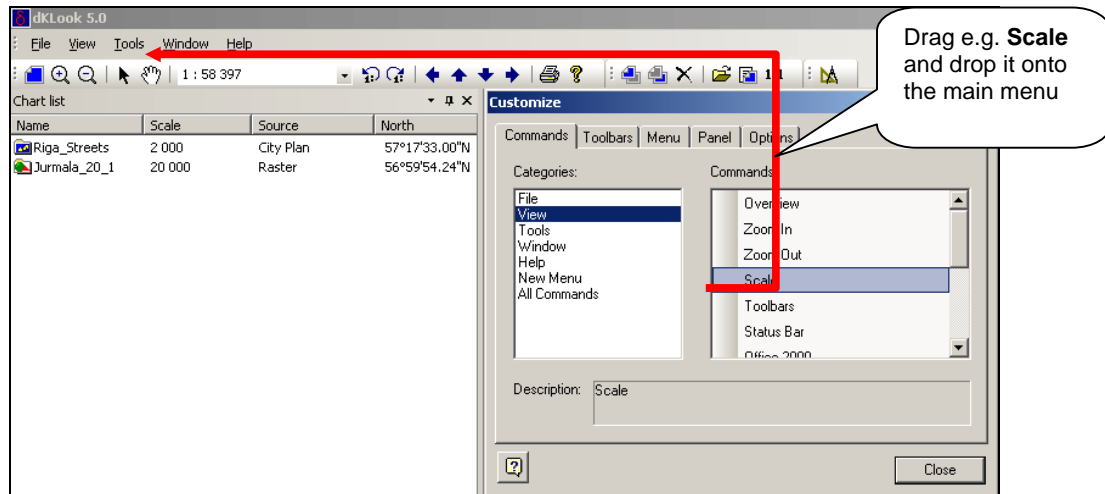 dKLook 5.0
File View Tools Window Help
1 : 58 397
1:1
Drag e.g. Scale
and drop it onto
the main menu
Chart list
Name Scale Source North
Riga_Streets 2 000 City Plan 57°17'33.00"N
Jurmala_20_1 20 000 Raster 56°59'54.24"N
Customize
Commands Toolbars Menu Panel Options
Categories:
File
View
Tools
Window
Help
New Menu
All Commands
Commands
Overview
Zoom In
Zoom Out
Scale
Toolbars
Status Bar
Office 2000
Description: Scale
Close